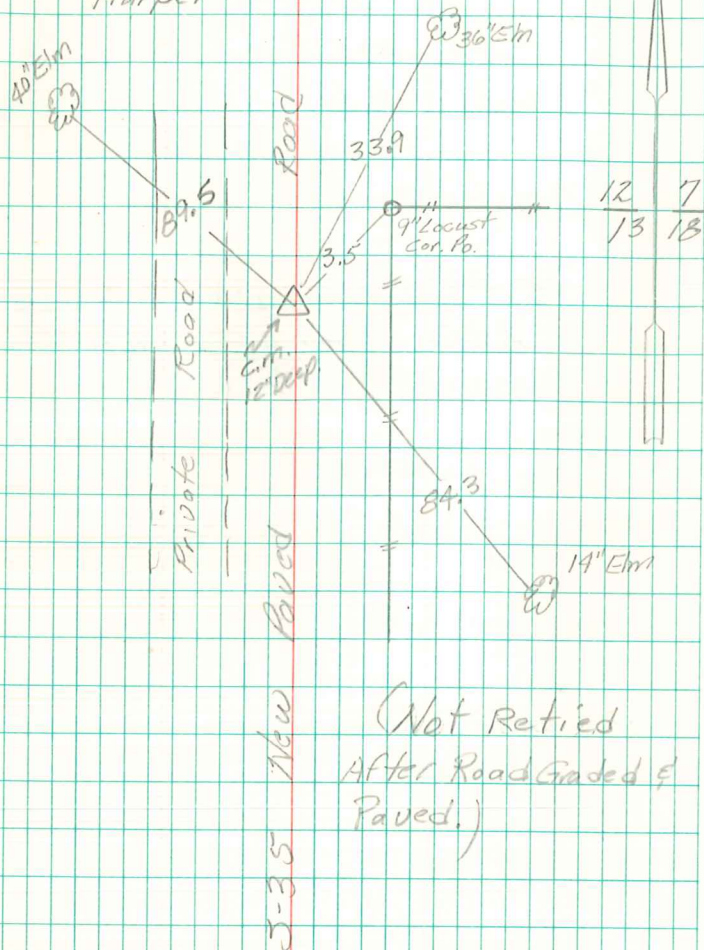 36" Elm
40" Elm
Road
33.9
12 7
13 18
89.5
9" Locust
Cor. Po.
3.5
C.M.
12" Deep.
Private Road
84.3
14" Elm
New Paved
(Not Retied
After Road Graded &
Paved.)